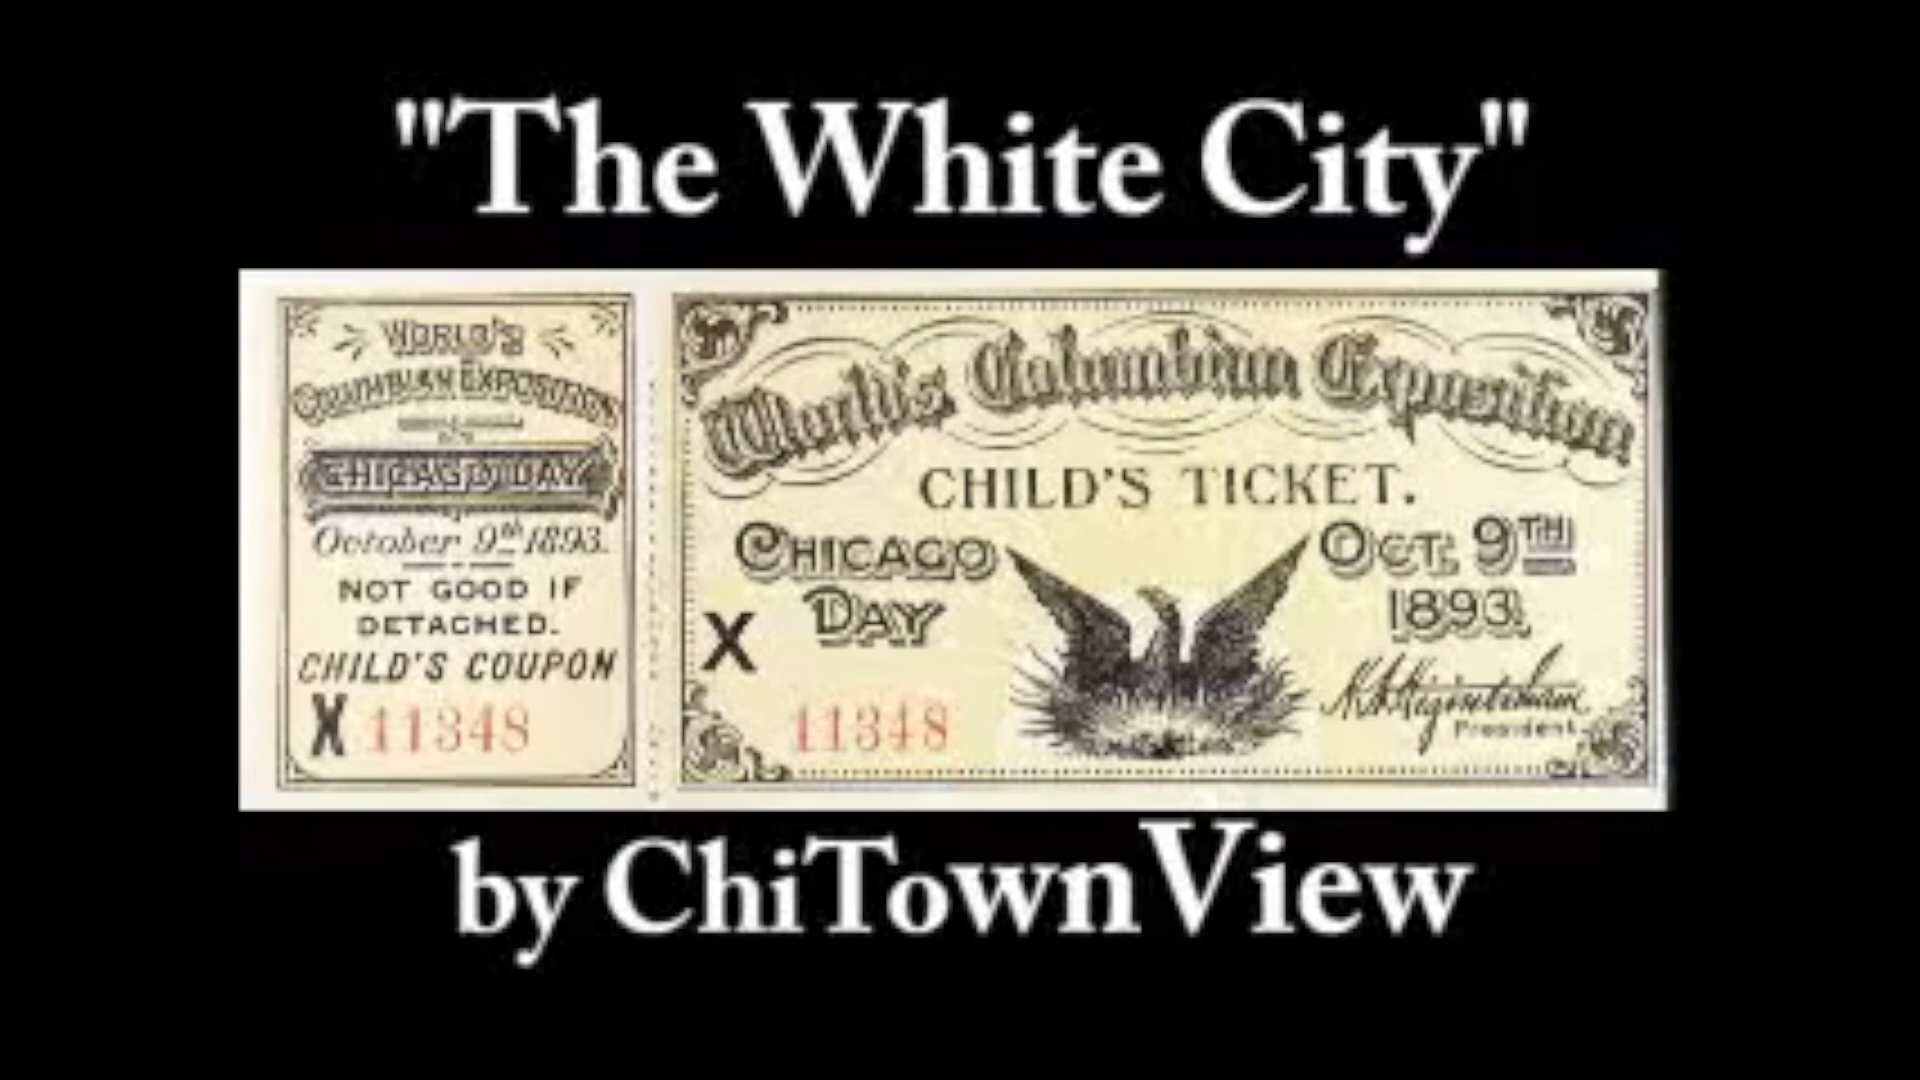 "The White City"
WORLD'S
COLUMBIAN EXPOSITION
CHICAGO DAY
October 9th 1893.
NOT GOOD IF
DETACHED.
CHILD'S COUPON
X 11348
World's Columbian Exposition
CHILD'S TICKET.
CHICAGO
DAY
OCT. 9TH
1893.
X
11348
President.
by ChiTownView